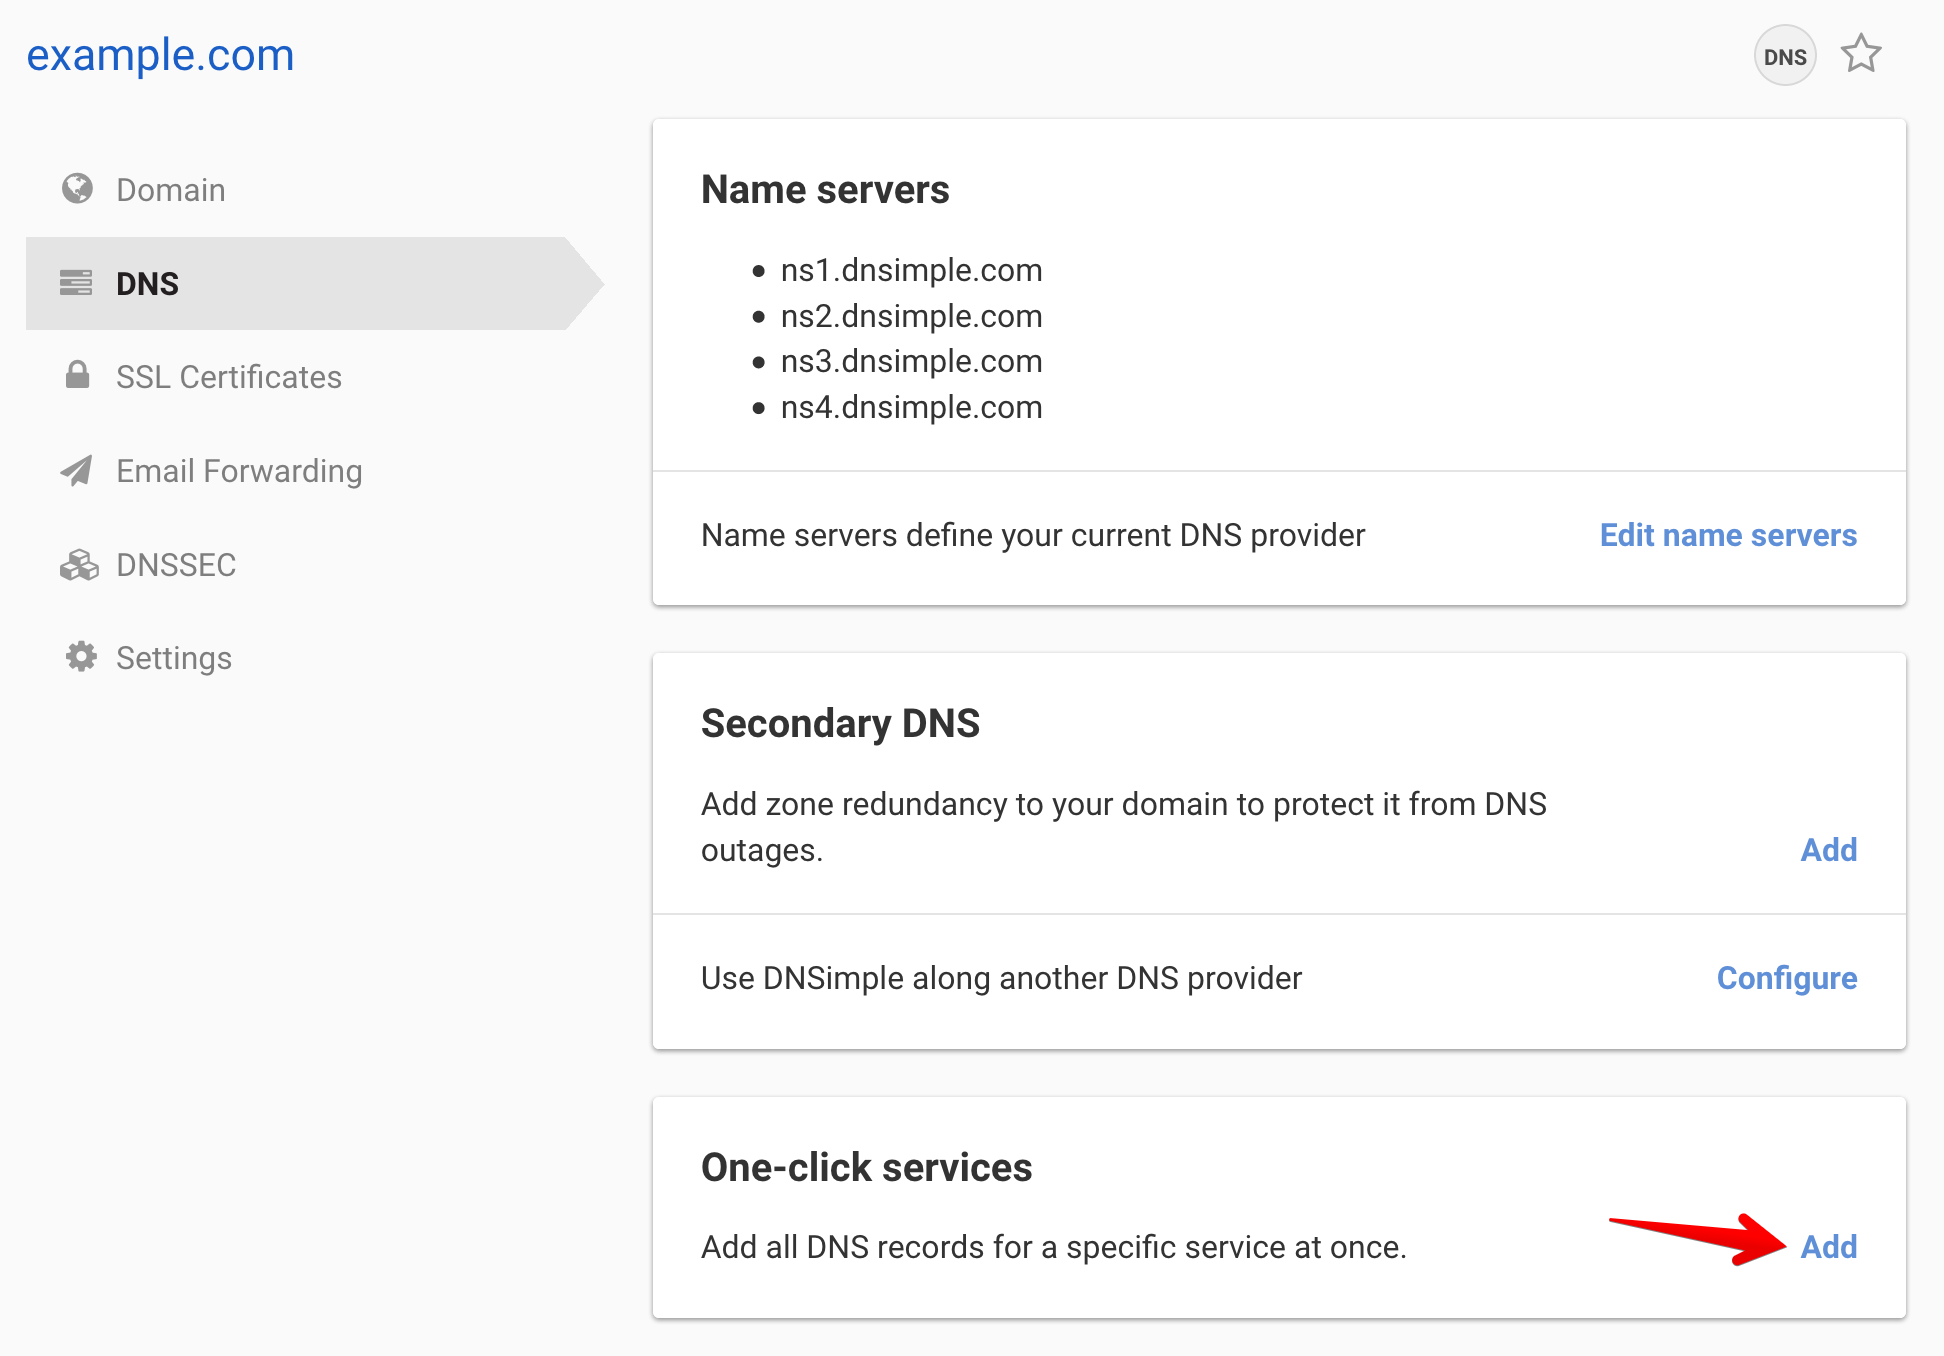 example.com
DNS
Domain
DNS
SSL Certificates
Email Forwarding
DNSSEC
Settings
Name servers
ns1.dnsimple.com
ns2.dnsimple.com
ns3.dnsimple.com
ns4.dnsimple.com
Name servers define your current DNS provider
Edit name servers
Secondary DNS
Add zone redundancy to your domain to protect it from DNS
outages.
Add
Use DNSimple along another DNS provider
Configure
One-click services
Add all DNS records for a specific service at once.
Add